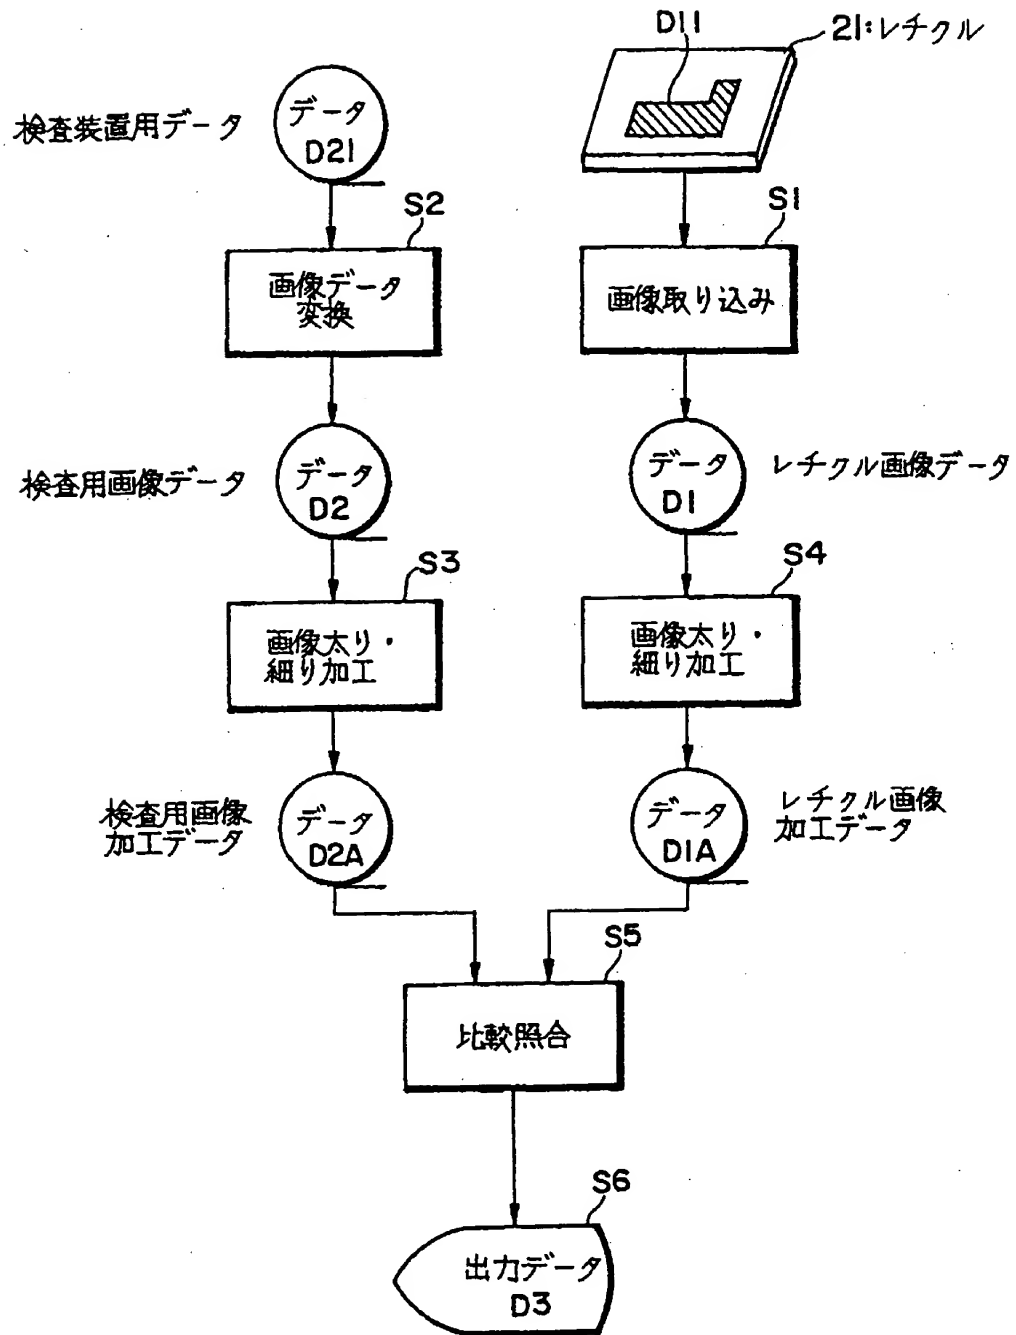 D11
21:レチクル
検査装置用データ
データ
D21
S2
S1
画像データ
変換
画像取り込み
検査用画像データ
データ
D2
データ
D1
レチクル画像データ
S3
S4
画像太り・
細り加工
画像太り・
細り加工
検査用画像
加工データ
データ
D2A
データ
D1A
レチクル画像
加工データ
S5
比較照合
S6
出力データ
D3